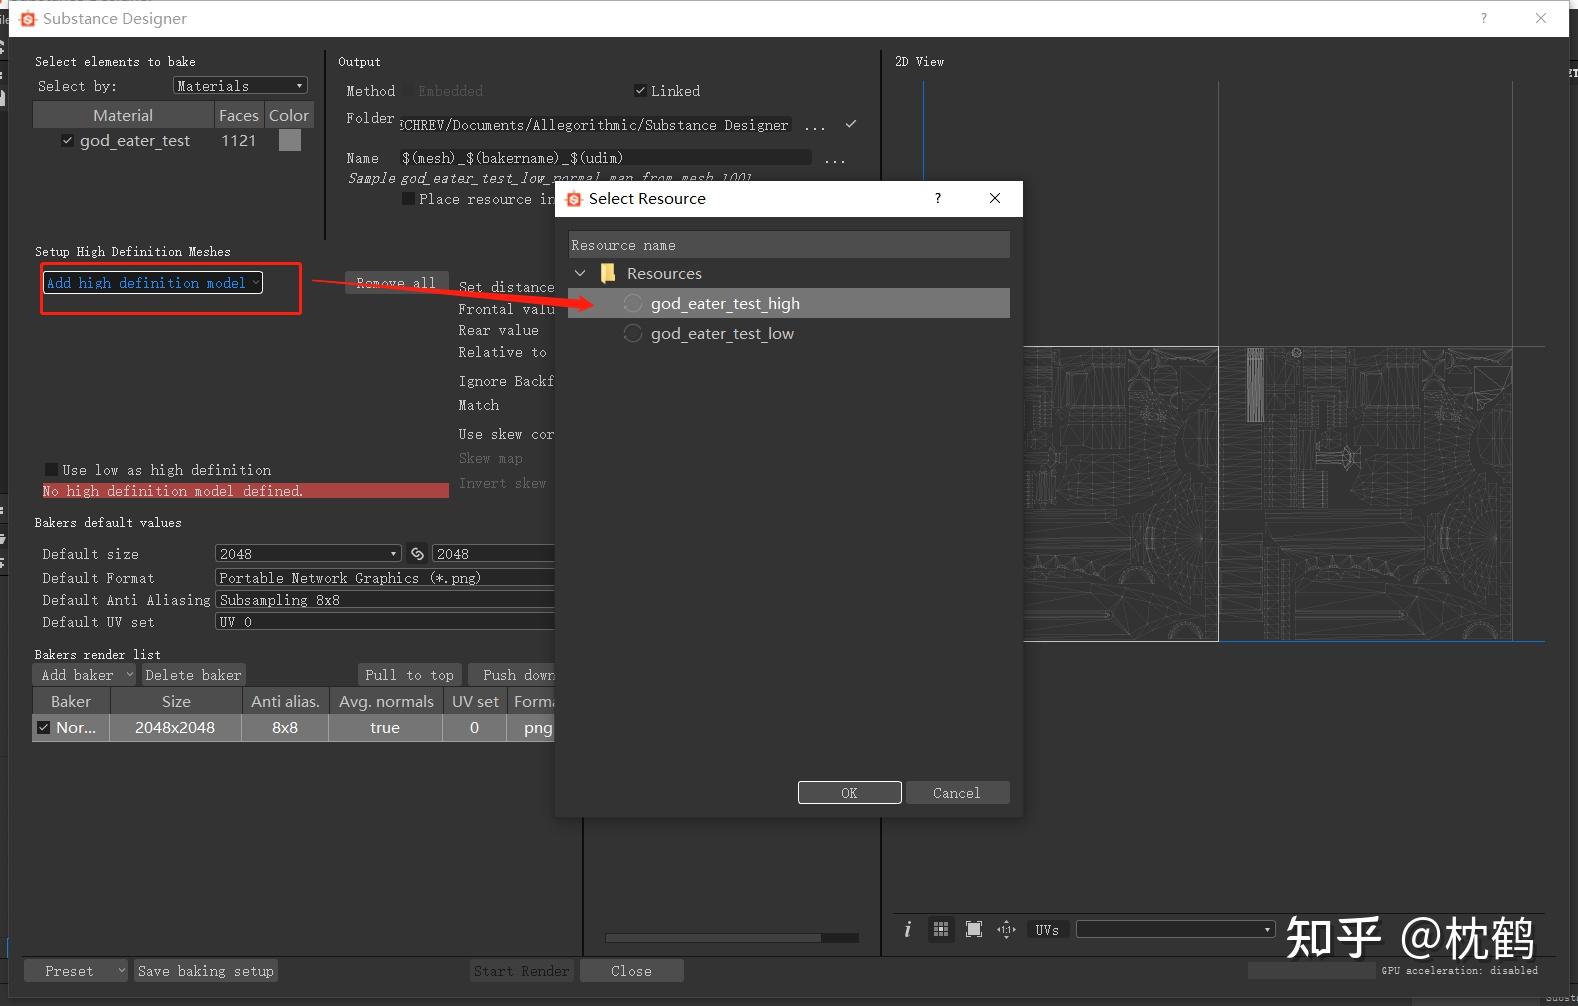 Substance Designer
Select elements to bake
Select by: Materials
Material Faces Color
god_eater_test 1121
Output
Method Embedded Linked
Folder CHREV/Documents/Allegorithmic/Substance Designer ...
Name $(mesh)_$(bakername)_$(udim) ...
Sample god_eater_test_low_normal_map_from_mesh_1001
Place resource in
2D View
Setup High Definition Meshes
Add high definition model
Remove all
Set distance
Frontal valu
Rear value
Relative to
Ignore Backf
Match
Use skew cor
Skew map
Invert skew
Use low as high definition
No high definition model defined.
Select Resource
Resource name
Resources
god_eater_test_high
god_eater_test_low
OK Cancel
Bakers default values
Default size 2048 2048
Default Format Portable Network Graphics (*.png)
Default Anti Aliasing Subsampling 8x8
Default UV set UV 0
Bakers render list
Add baker Delete baker Pull to top Push down
Baker Size Anti alias. Avg. normals UV set Forma
Nor... 2048x2048 8x8 true 0 png
UVs
Preset Save baking setup Start Render Close
知乎 @枕鹤
GPU acceleration: disabled